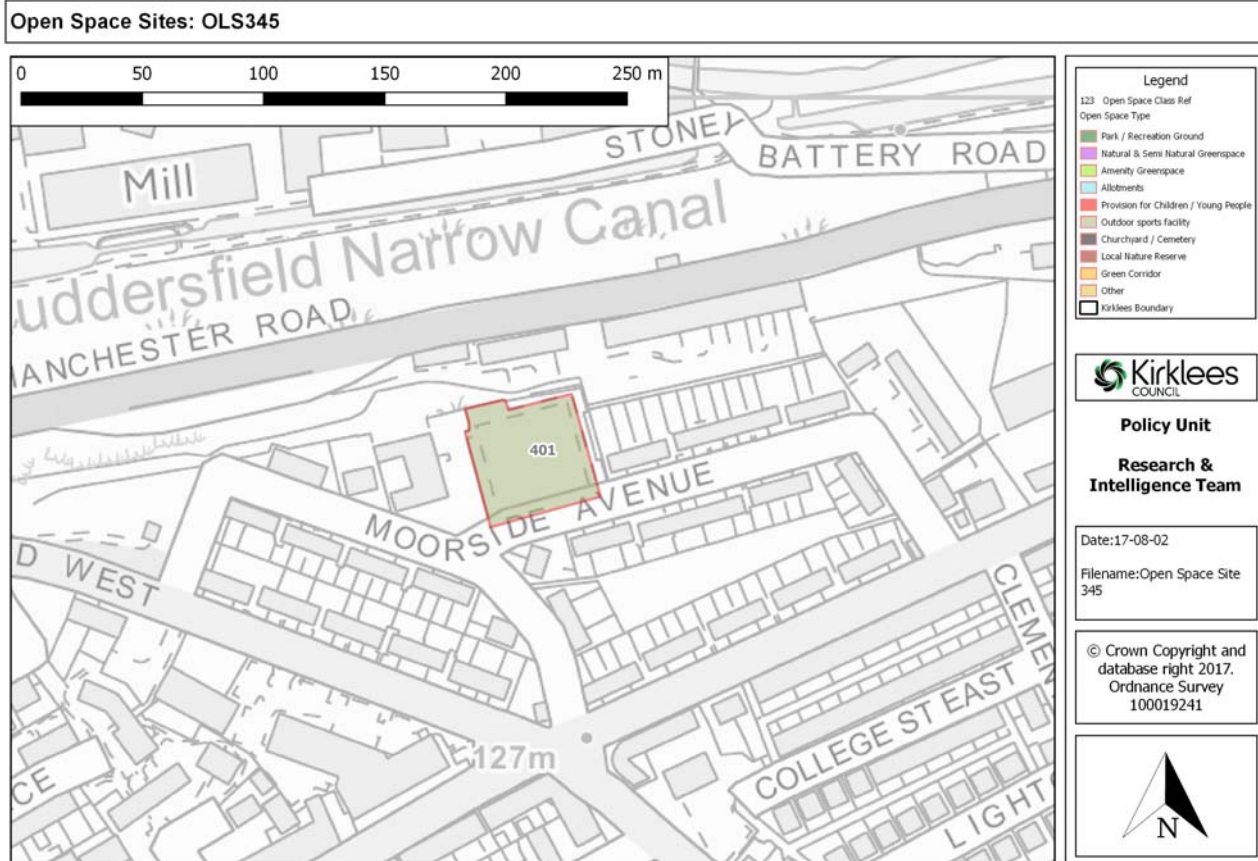 Open Space Sites: OLS345
0 50 100 150 200 250 m
STONEY
BATTERY ROAD
Mill
uddersfield Narrow Canal
ANCHESTER ROAD
401
MOORSIDE AVENUE
D WEST
CLEMEN
COLLEGE ST EAST
127m
CE
LIGHTC
Legend
123 Open Space Class Ref
Open Space Type
Park / Recreation Ground
Natural & Semi Natural Greenspace
Amenity Greenspace
Allotments
Provision for Children / Young People
Outdoor sports facility
Churchyard / Cemetery
Local Nature Reserve
Green Corridor
Other
Kirklees Boundary
Kirklees
COUNCIL
Policy Unit
Research &
Intelligence Team
Date:17-08-02
Filename:Open Space Site
345
© Crown Copyright and
database right 2017.
Ordnance Survey
100019241
N